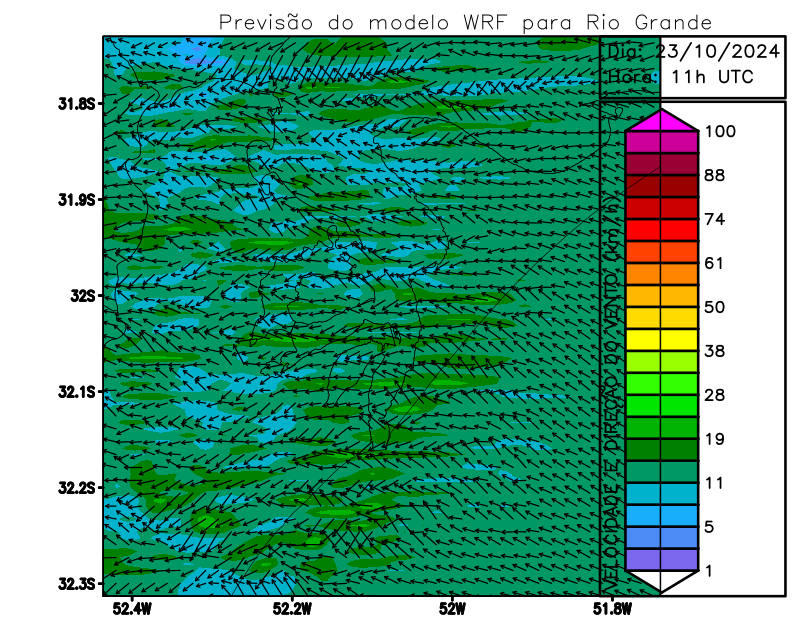 Previsão do modelo WRF para Rio Grande
Dia: 23/10/2024
Hora: 11h UTC
VELOCIDADE E DIREÇÃO DO VENTO (km/h)
100
88
74
61
50
38
28
19
11
5
1
31.8S
31.9S
32S
32.1S
32.2S
32.3S
52.4W
52.2W
52W
51.8W